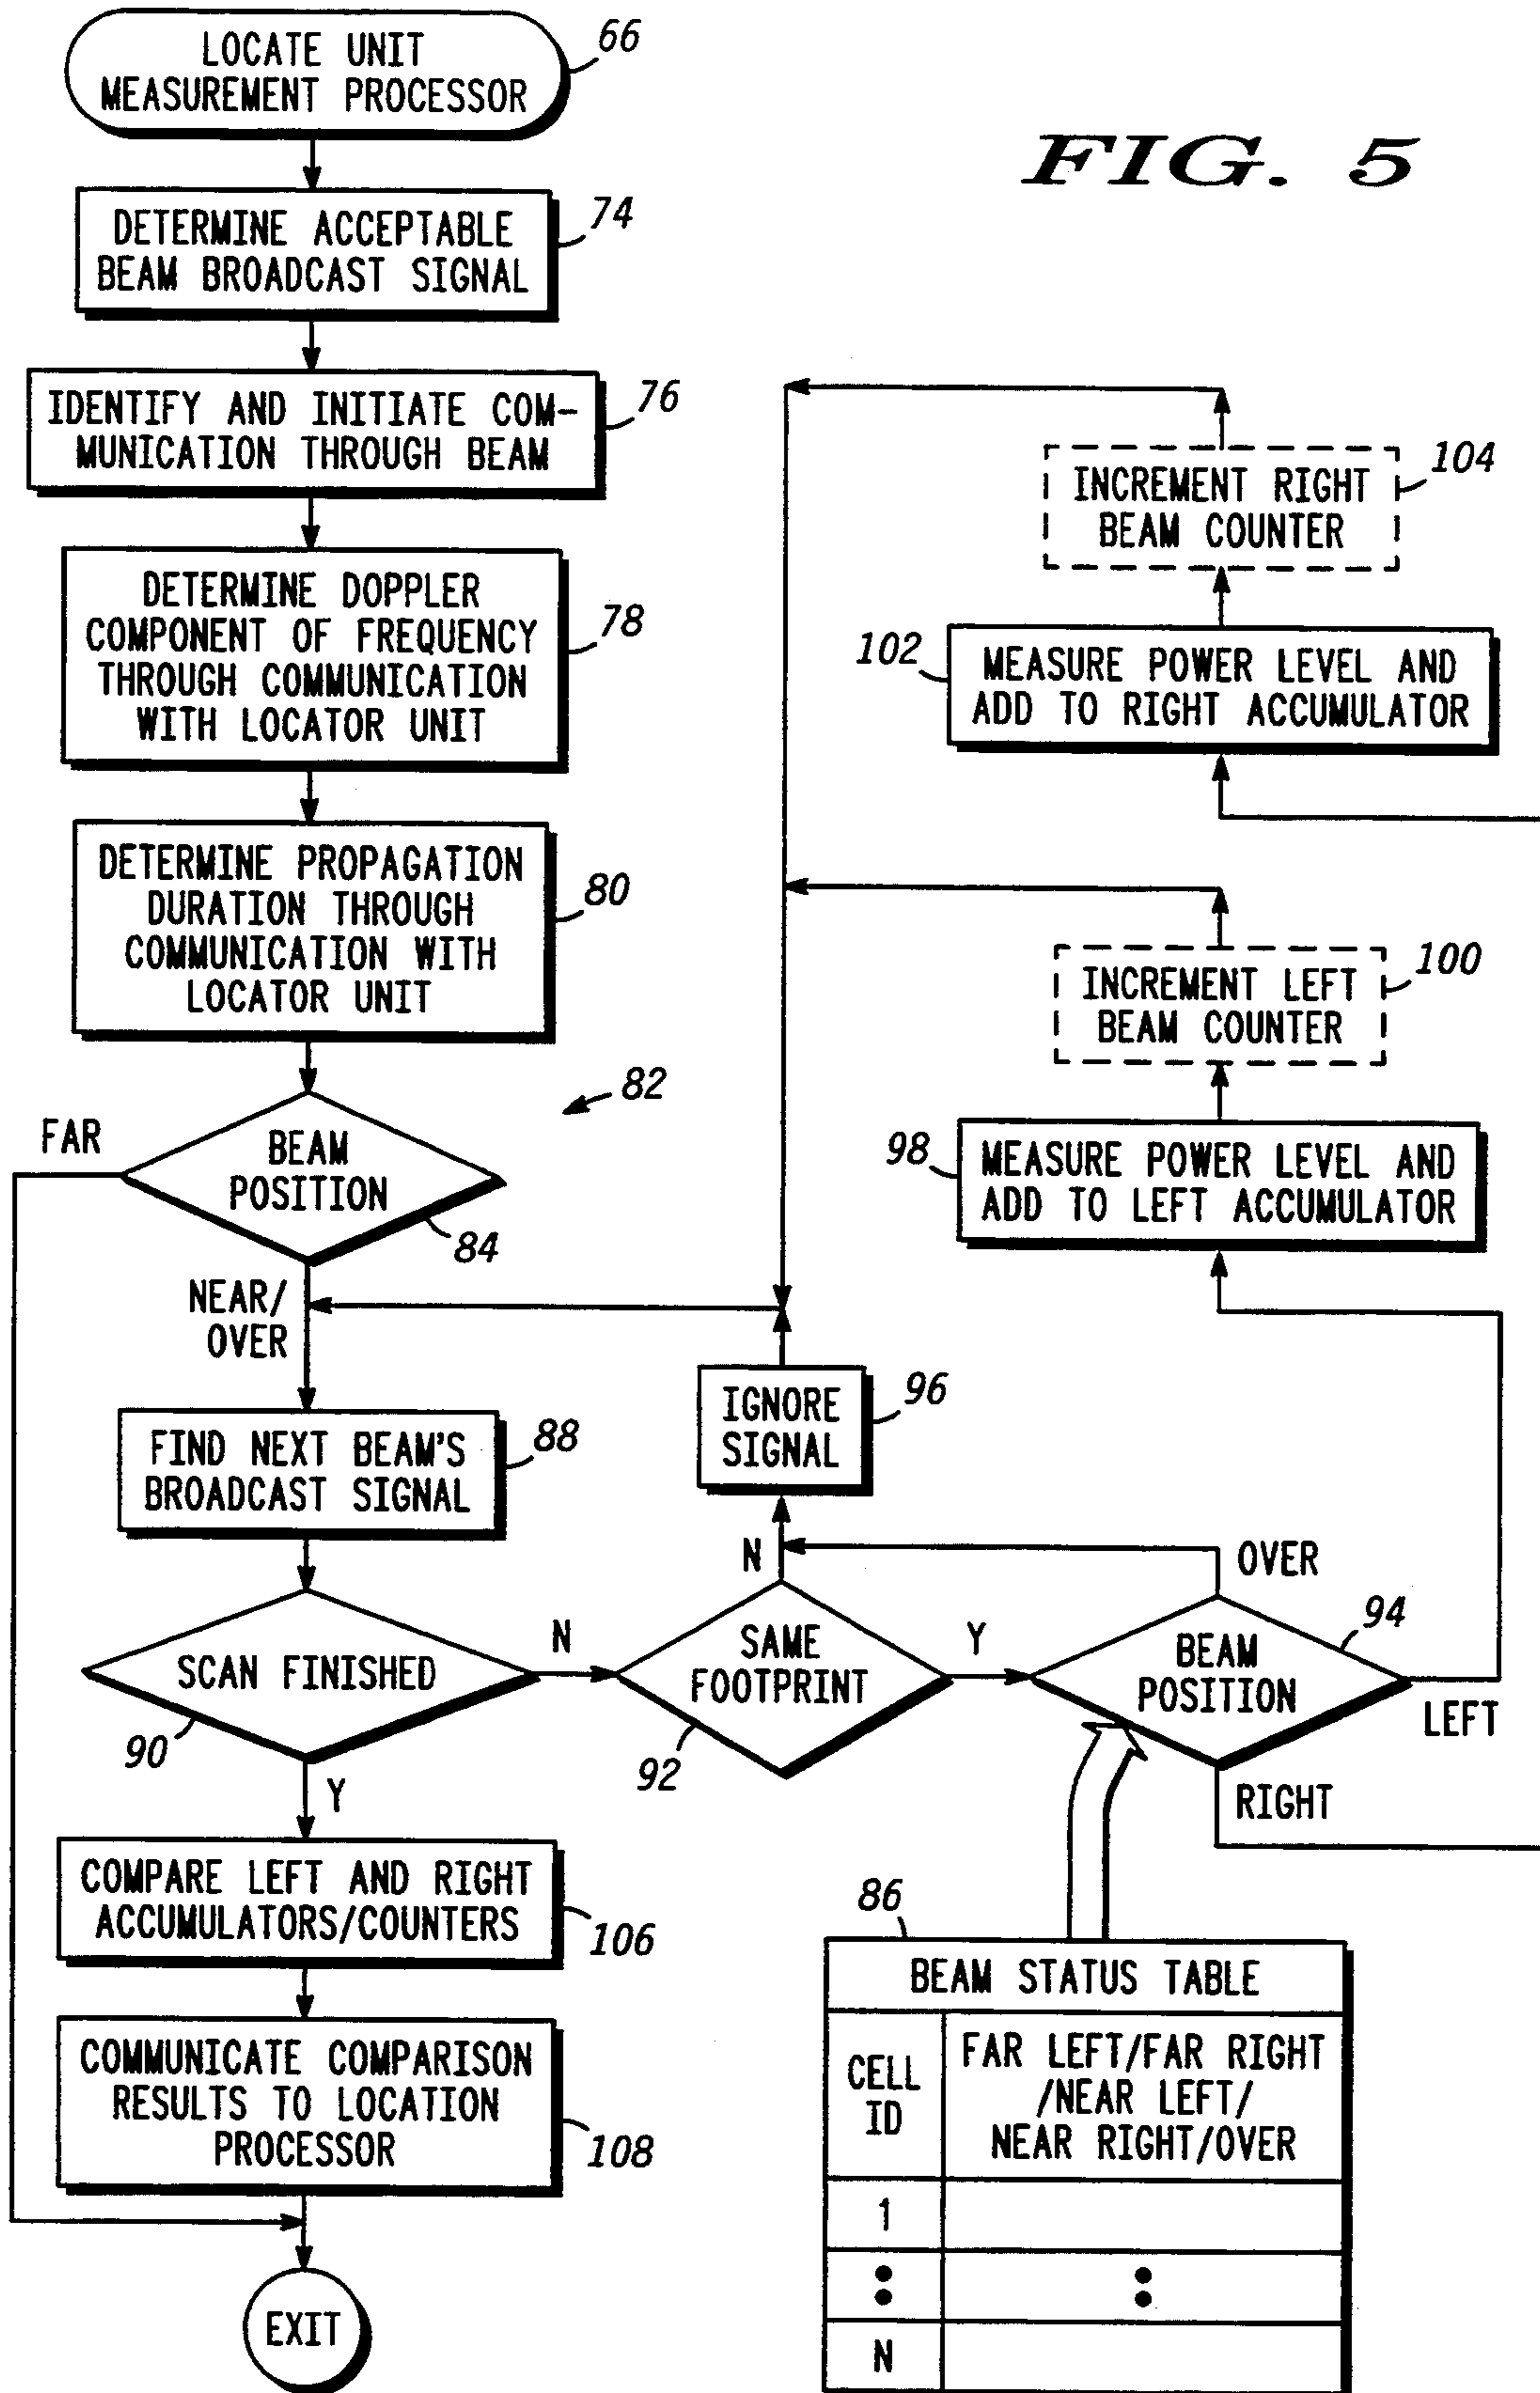 LOCATE UNIT
MEASUREMENT PROCESSOR
66
FIG. 5
DETERMINE ACCEPTABLE
BEAM BROADCAST SIGNAL
74
IDENTIFY AND INITIATE COM-
MUNICATION THROUGH BEAM
76
DETERMINE DOPPLER
COMPONENT OF FREQUENCY
THROUGH COMMUNICATION
WITH LOCATOR UNIT
78
DETERMINE PROPAGATION
DURATION THROUGH
COMMUNICATION WITH
LOCATOR UNIT
80
82
FAR
BEAM
POSITION
84
NEAR/
OVER
FIND NEXT BEAM'S
BROADCAST SIGNAL
88
SCAN FINISHED
90
N
Y
COMPARE LEFT AND RIGHT
ACCUMULATORS/COUNTERS
106
COMMUNICATE COMPARISON
RESULTS TO LOCATION
PROCESSOR
108
EXIT
INCREMENT RIGHT
BEAM COUNTER
104
102
MEASURE POWER LEVEL AND
ADD TO RIGHT ACCUMULATOR
INCREMENT LEFT
BEAM COUNTER
100
98
MEASURE POWER LEVEL AND
ADD TO LEFT ACCUMULATOR
IGNORE
SIGNAL
96
N
SAME
FOOTPRINT
92
Y
OVER
BEAM
POSITION
94
LEFT
RIGHT
86
BEAM STATUS TABLE
CELL
ID
FAR LEFT/FAR RIGHT
/NEAR LEFT/
NEAR RIGHT/OVER
1
N